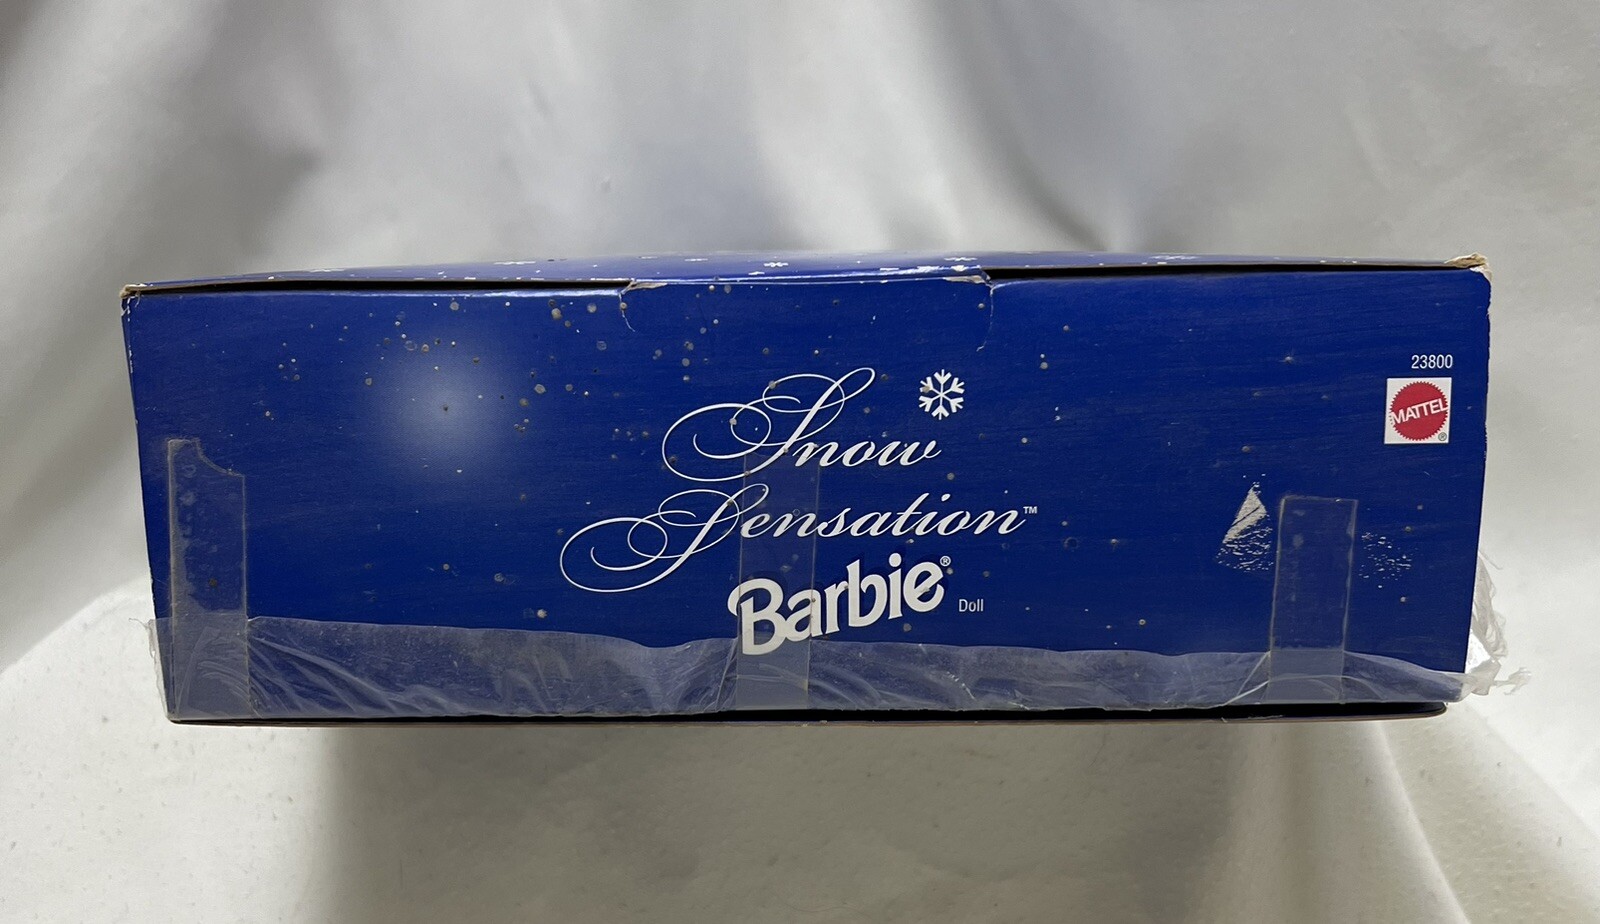 23800
MATTEL®
Snow
Sensation™
Barbie®
Doll